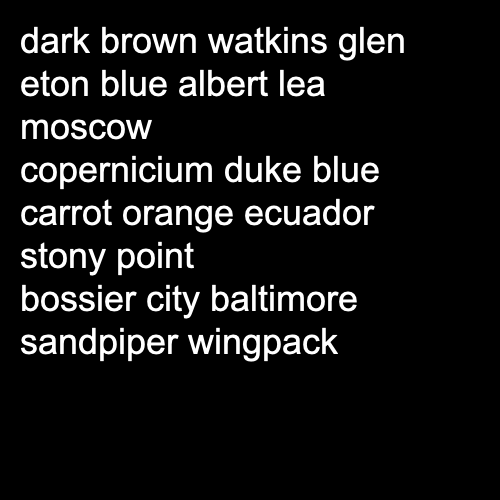 dark brown watkins glen
eton blue albert lea
moscow
copernicium duke blue
carrot orange ecuador
stony point
bossier city baltimore
sandpiper wingpack